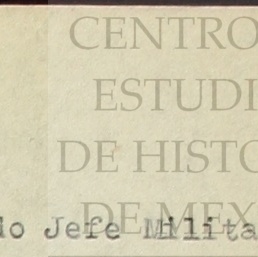 CENTRO
ESTUDI
DE HISTO
DE MEX
do Jefe Milita